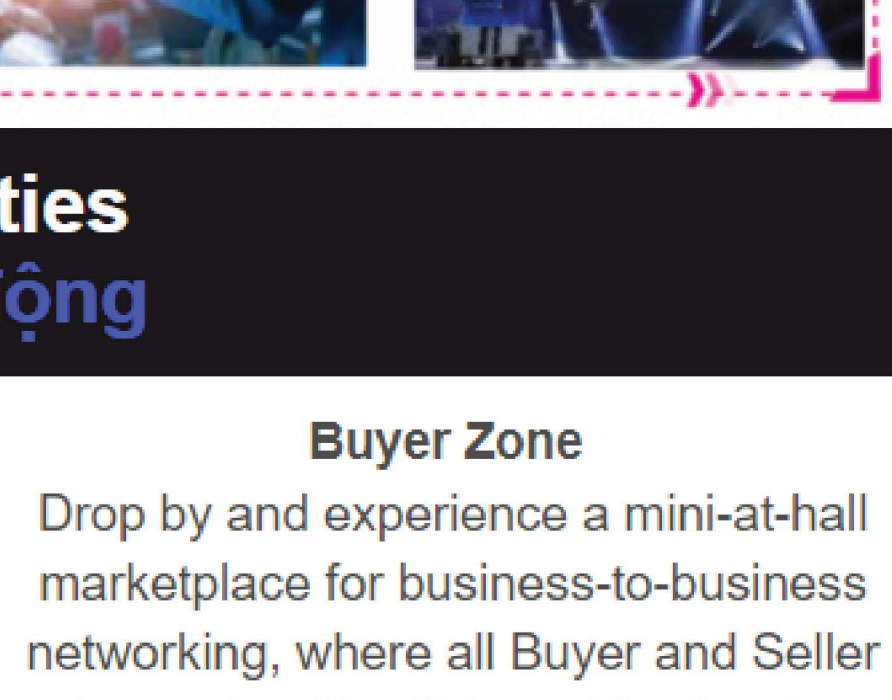 ties
động
Buyer Zone
Drop by and experience a mini-at-hall
marketplace for business-to-business
networking, where all Buyer and Seller